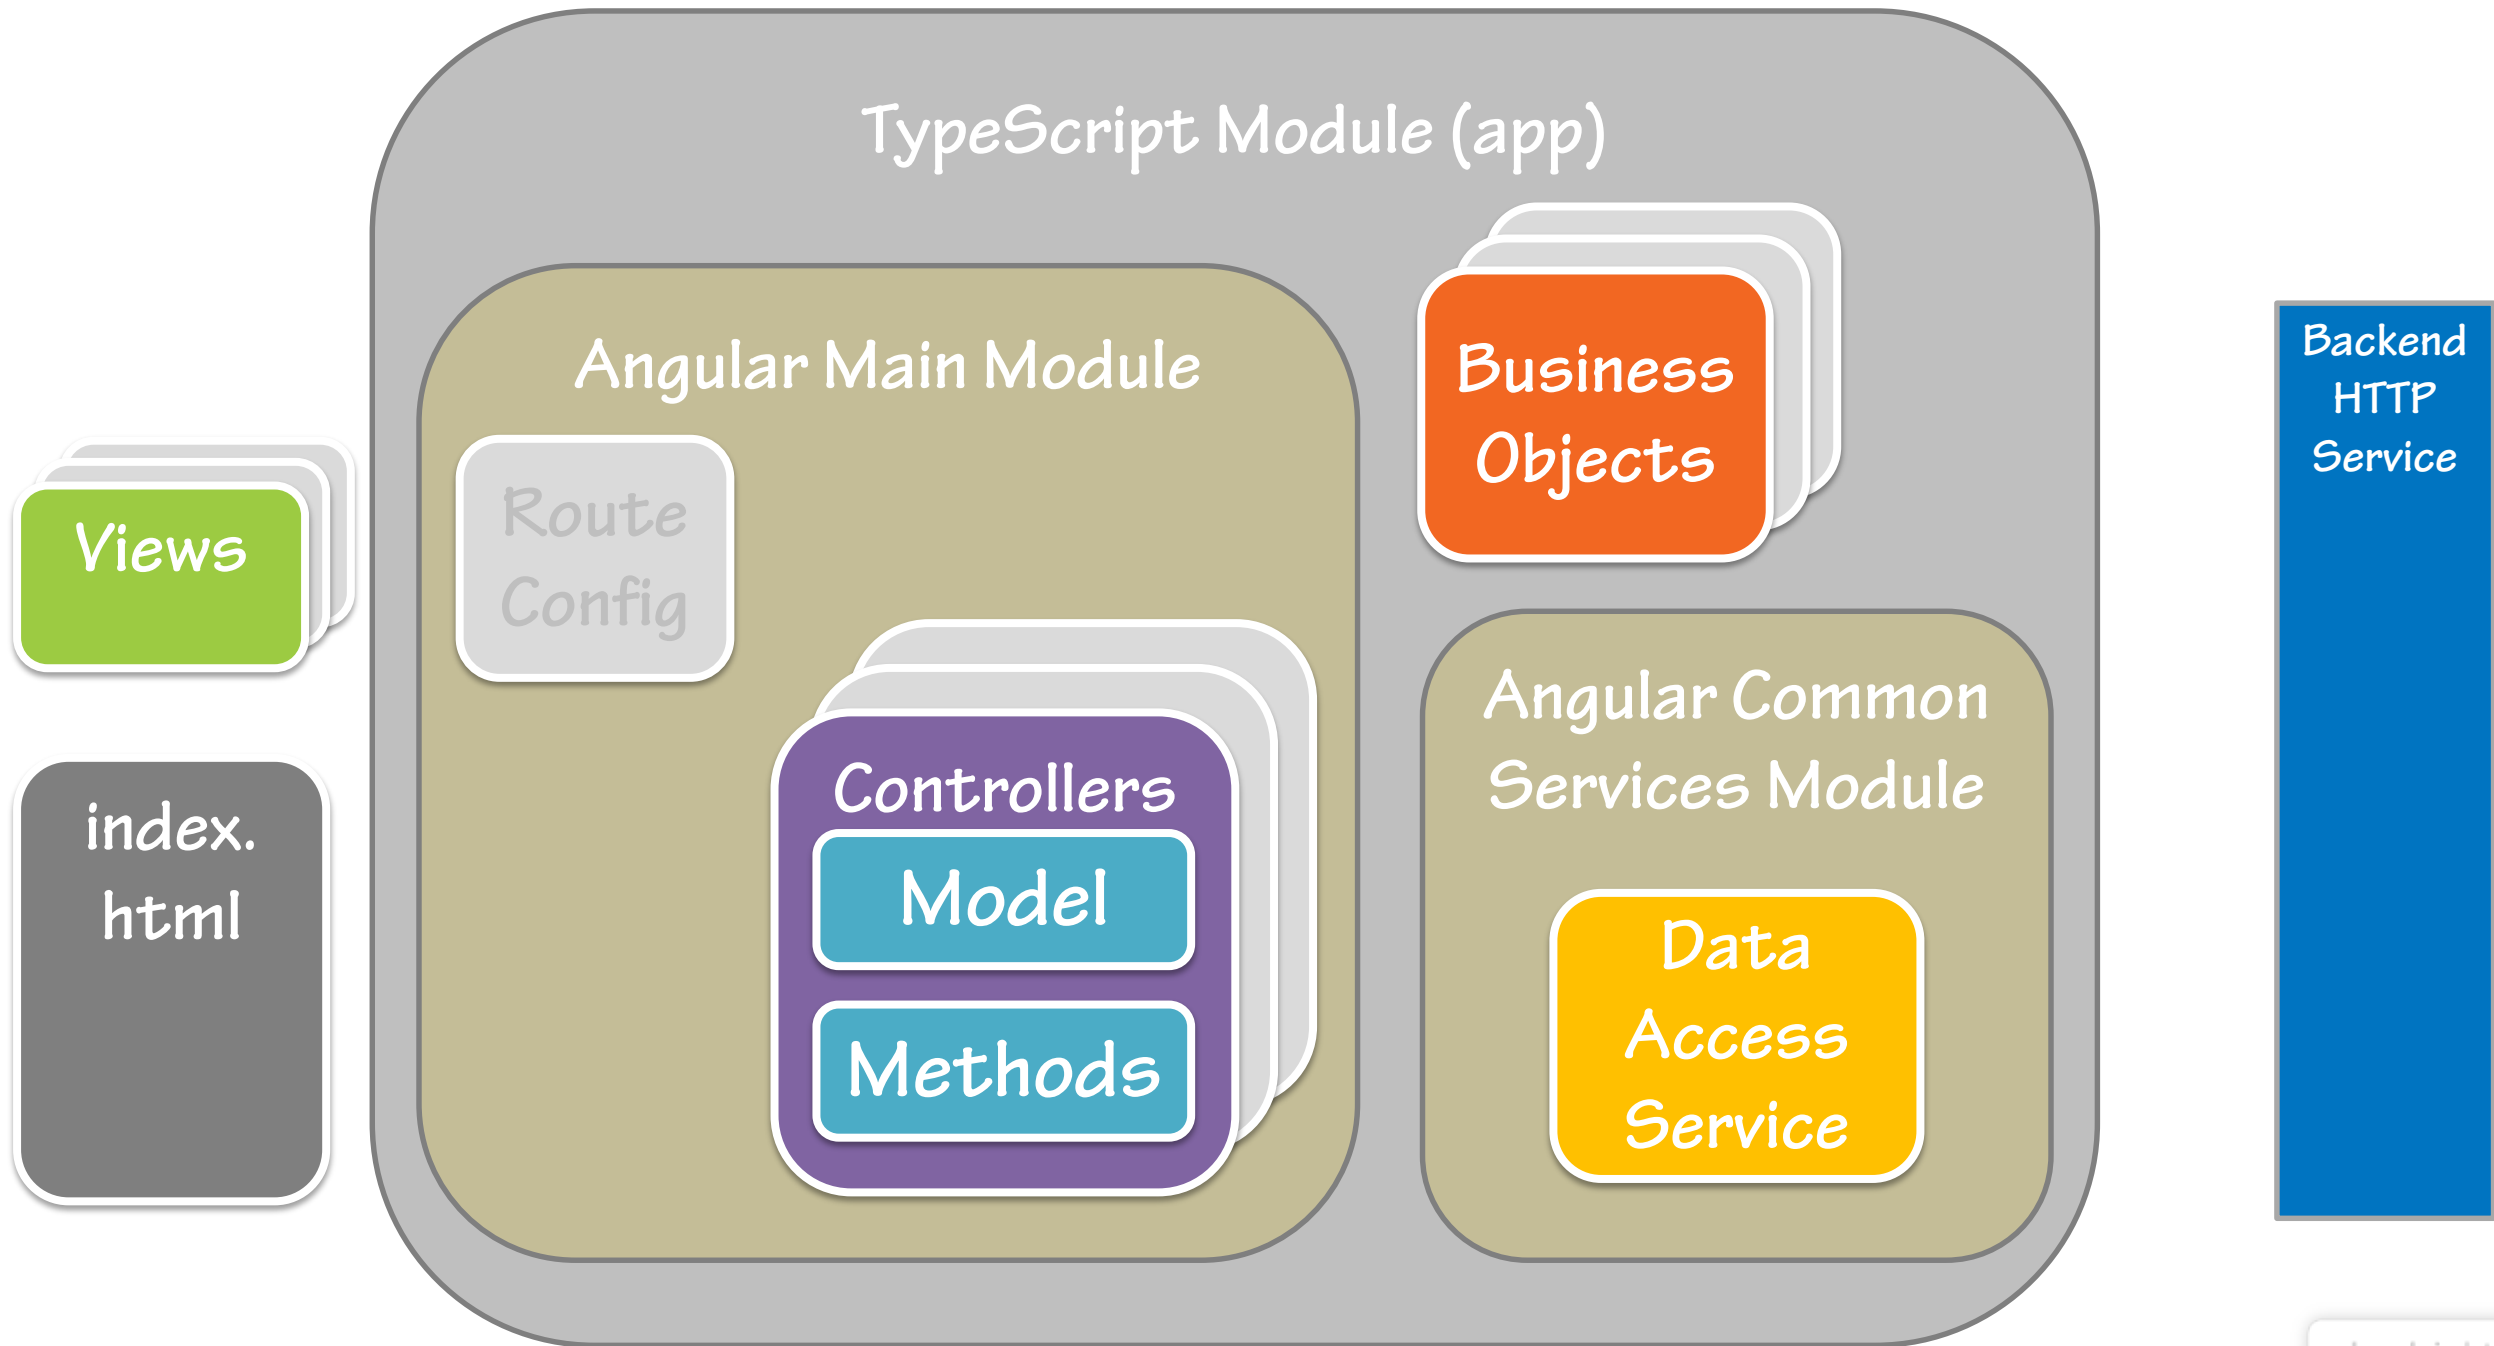 TypeScript Module (app)
Angular Main Module
Route
Config
Controllers
Model
Methods
Business
Objects
Angular Common
Services Module
Data
Access
Service
Views
index.
html
Backend
HTTP
Service